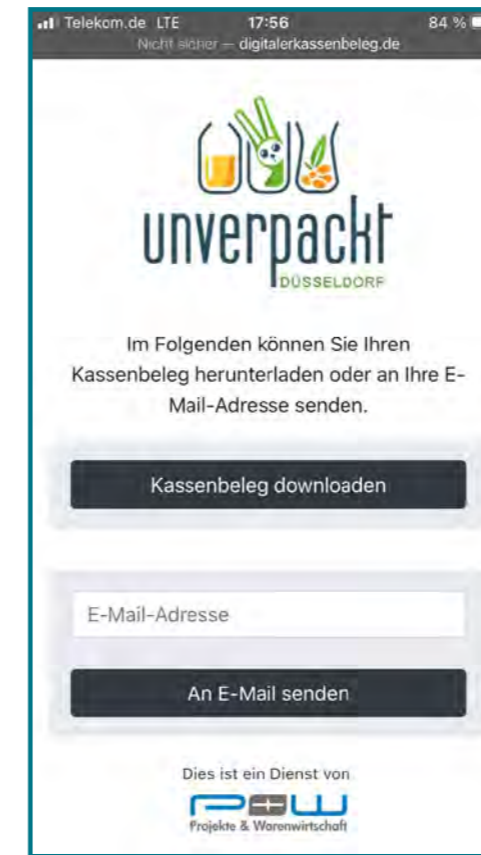 Telekom.de LTE 17:56 84 %
Nicht sicher — digitalerkassenbeleg.de
unverpackt
DÜSSELDORF
Im Folgenden können Sie Ihren
Kassenbeleg herunterladen oder an Ihre E-
Mail-Adresse senden.
Kassenbeleg downloaden
E-Mail-Adresse
An E-Mail senden
Dies ist ein Dienst von
P+W
Projekte & Warenwirtschaft